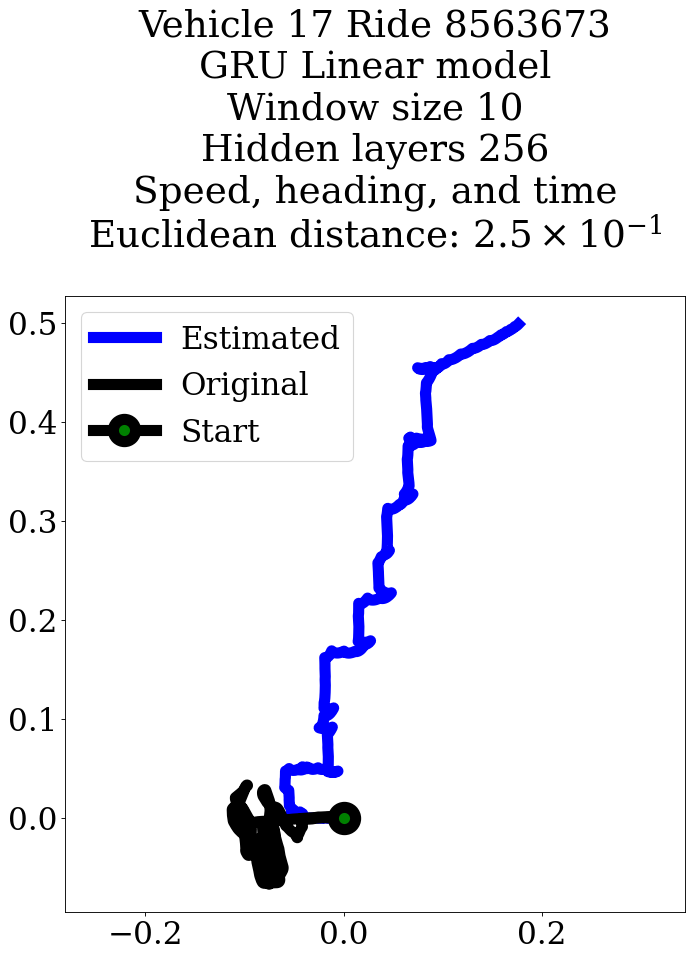 Vehicle 17 Ride 8563673
GRU Linear model
Window size 10
Hidden layers 256
Speed, heading, and time
Euclidean distance: 2.5 × 10⁻¹
Estimated
Original
Start
0.5
0.4
0.3
0.2
0.1
0.0
−0.2
0.0
0.2